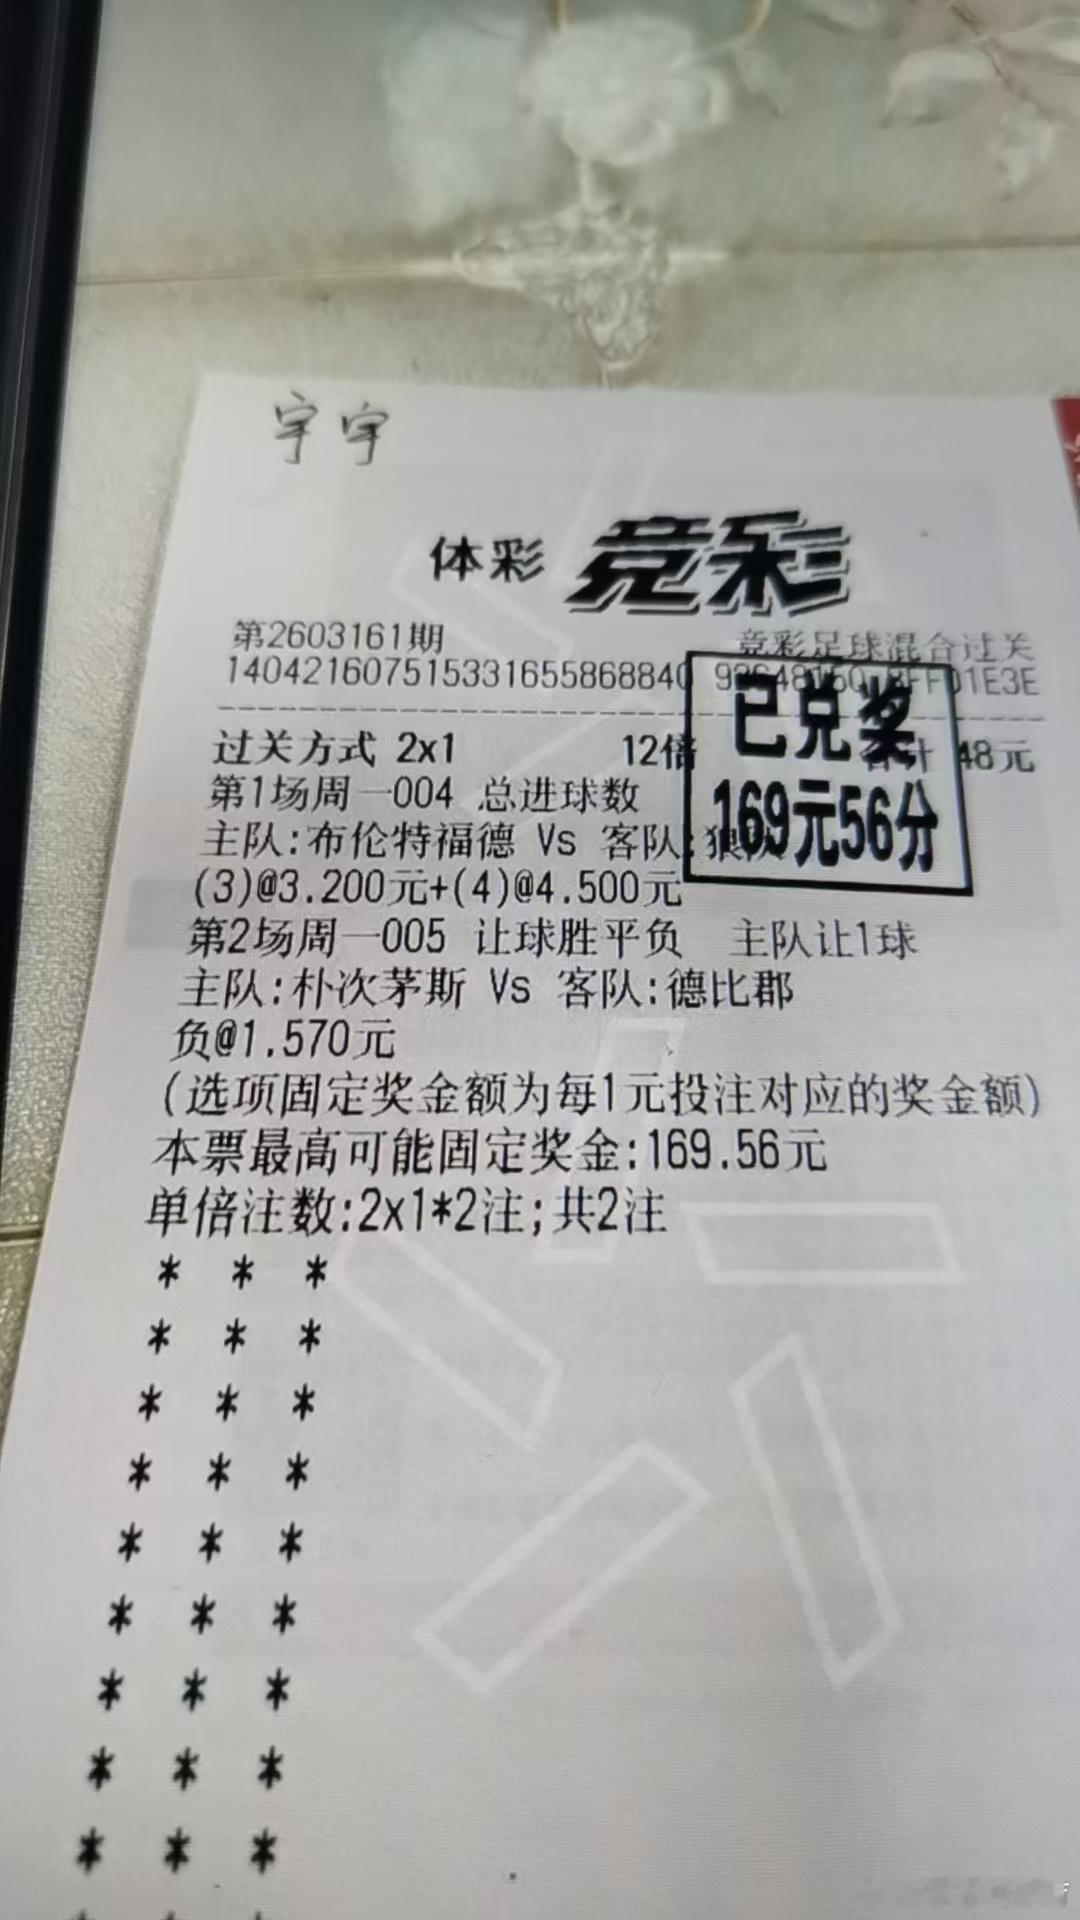 宇宇
体彩 竞彩
第2603161期 竞彩足球混合过关
140421607515331655868840
已兑奖
过关方式 2x1 12倍 合计 48元
169元56分
第1场周一004 总进球数
主队:布伦特福德 Vs 客队:狼队
(3)@3.200元+(4)@4.500元
第2场周一005 让球胜平负 主队让1球
主队:朴次茅斯 Vs 客队:德比郡
负@1.570元
(选项固定奖金额为每1元投注对应的奖金额)
本票最高可能固定奖金:169.56元
单倍注数:2x1*2注;共2注
* * *
* * *
* * *
* * *
* * *
* * *
* * *
* * *
* * *